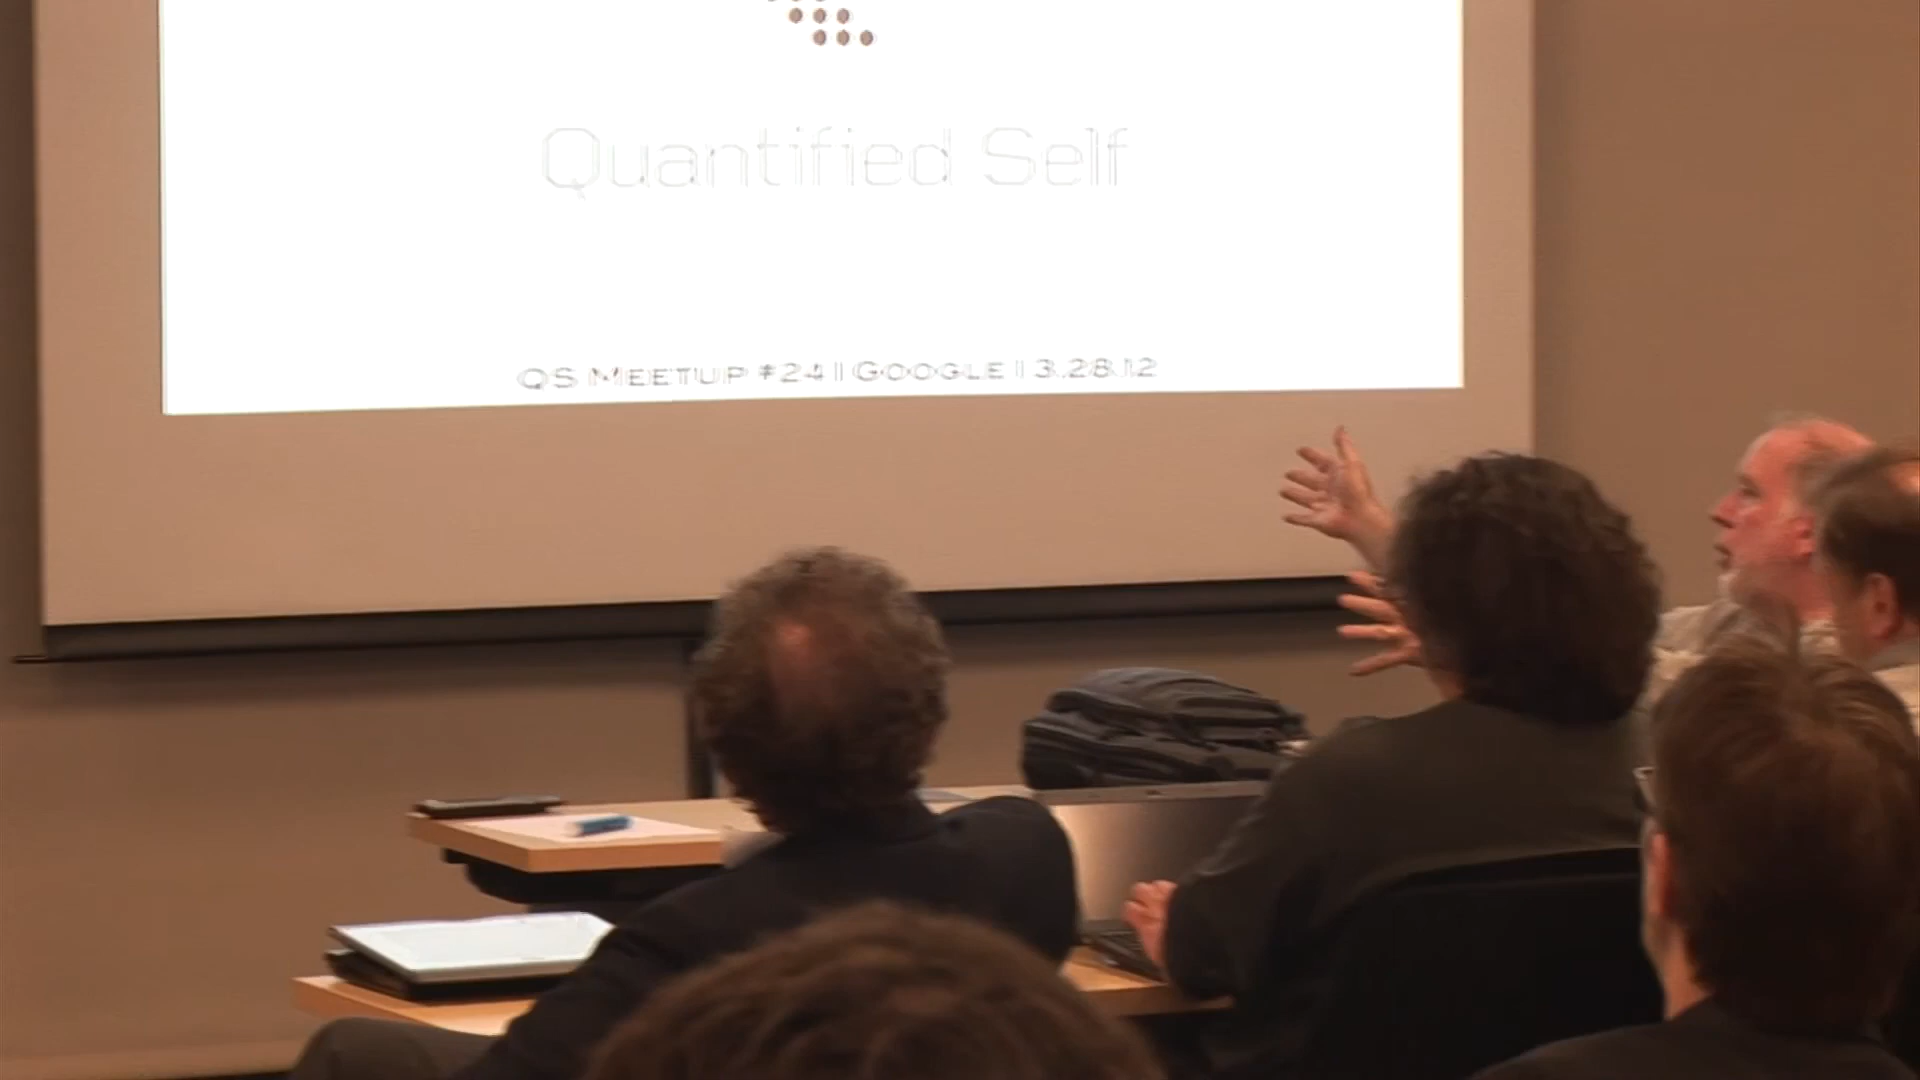 Quantified Self
QS MEETUP #24 | GOOGLE | 3.28.12